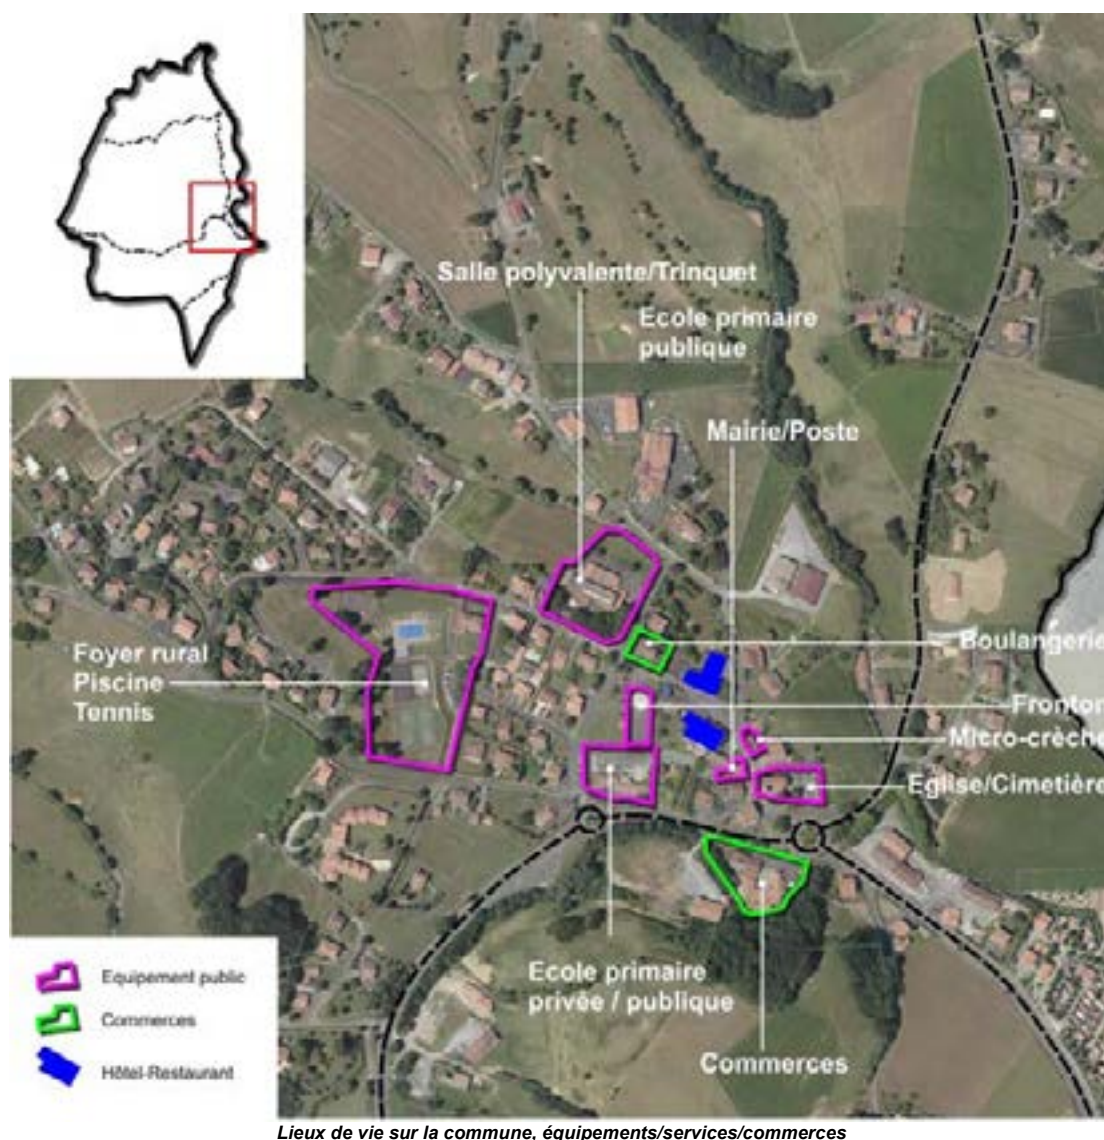 Salle polyvalente/Trinquet
Ecole primaire
publique
Mairie/Poste
Boulangerie
Foyer rural
Piscine
Tennis
Fronton
Micro-crèche
Eglise/Cimetière
Ecole primaire
privée / publique
Commerces
Equipement public
Commerces
Hôtel-Restaurant
Lieux de vie sur la commune, équipements/services/commerces